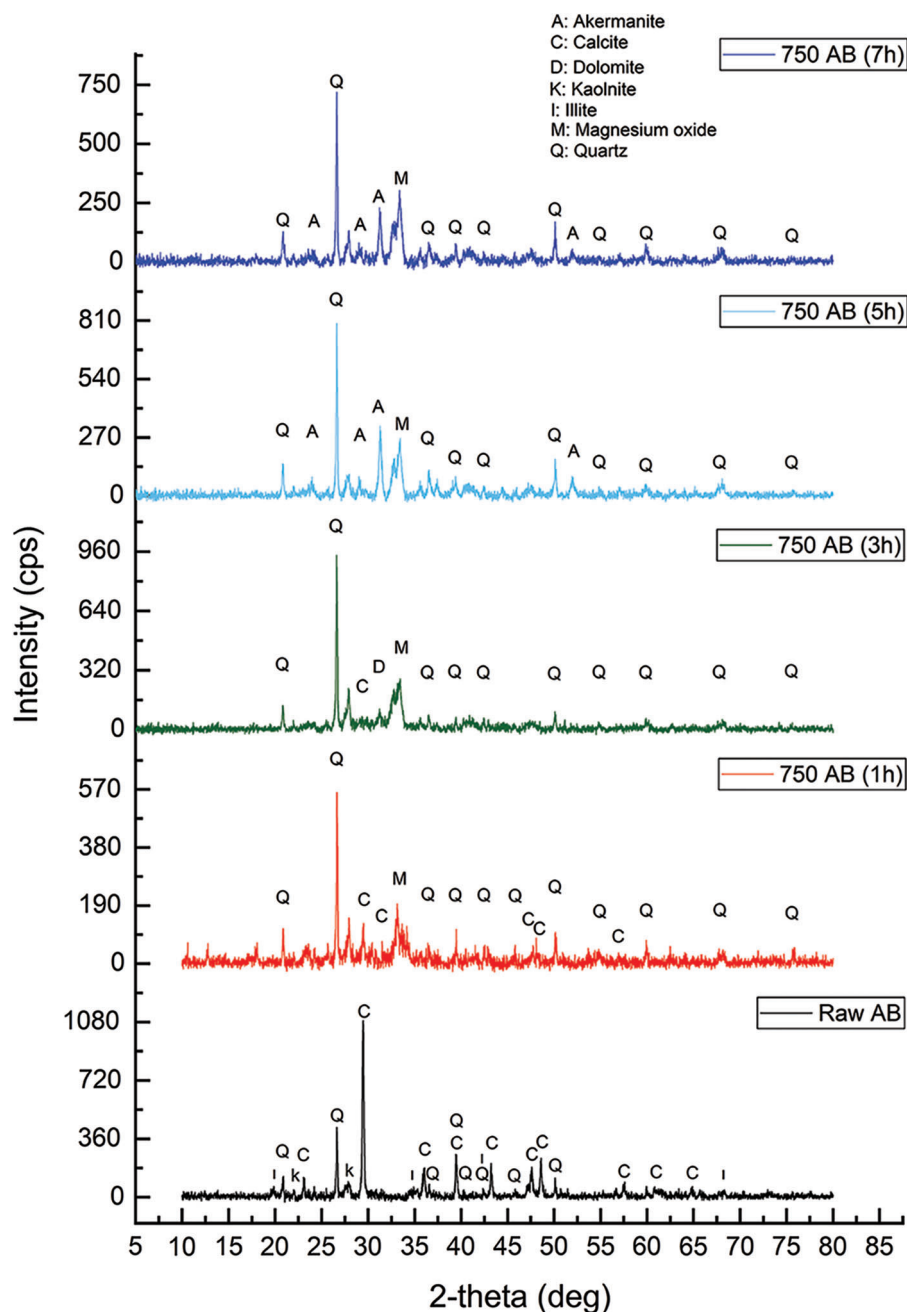 A: Akermanite
C: Calcite
D: Dolomite
K: Kaolnite
I: Illite
M: Magnesium oxide
Q: Quartz
750 AB (7h)
750
500
250
0
Q
A
Q
A
A
M
Q
Q
Q
Q
A
Q
Q
Q
Q
750 AB (5h)
810
540
270
0
Q
A
Q
A
A
M
Q
Q
Q
Q
A
Q
Q
Q
Q
750 AB (3h)
960
640
320
0
Q
Q
C
D
M
Q
Q
Q
Q
Q
Q
Q
Q
750 AB (1h)
570
380
190
0
Q
Q
C
C
M
Q
Q
Q
Q
C
C
Q
Q
C
Q
Q
Q
Raw AB
1080
720
360
0
I
Q
k
C
Q
k
C
I
C
Q
Q
C
Q
I
Q
C
Q
C
C
Q
C
C
C
I
5 10 15 20 25 30 35 40 45 50 55 60 65 70 75 80 85
2-theta (deg)
Intensity (cps)